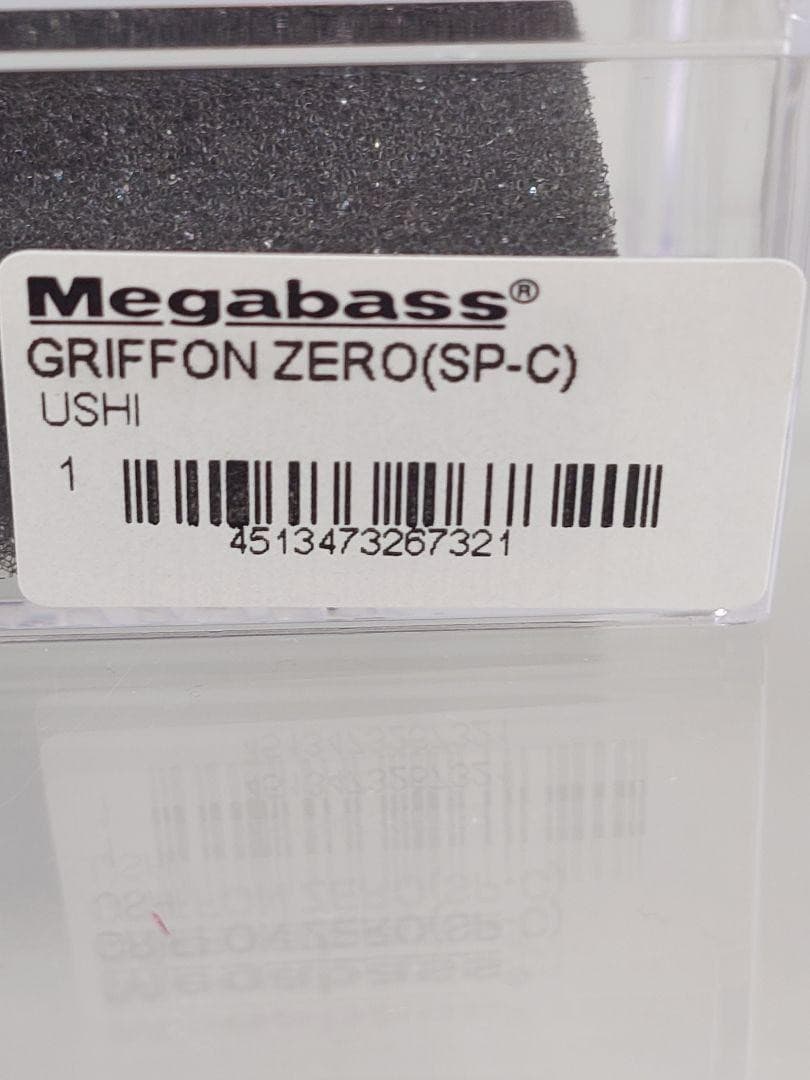 Megabass®
GRIFFON ZERO(SP-C)
USHI
1
4513473267321